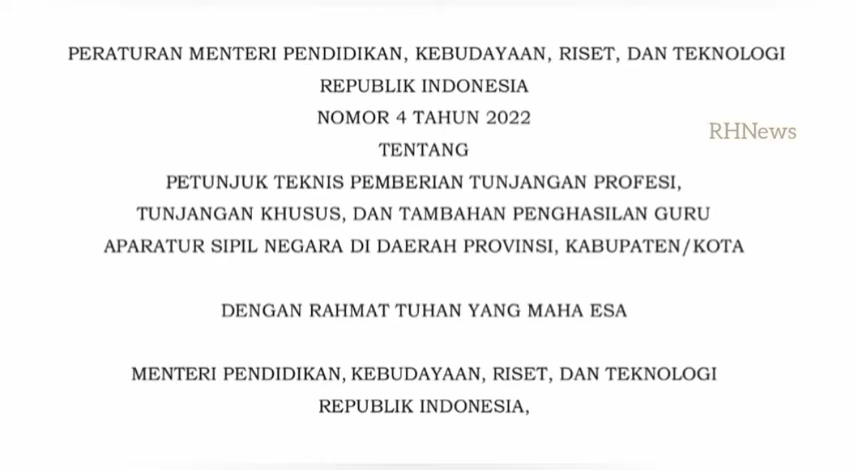 PERATURAN MENTERI PENDIDIKAN, KEBUDAYAAN, RISET, DAN TEKNOLOGI
REPUBLIK INDONESIA
NOMOR 4 TAHUN 2022
RHNews
TENTANG
PETUNJUK TEKNIS PEMBERIAN TUNJANGAN PROFESI,
TUNJANGAN KHUSUS, DAN TAMBAHAN PENGHASILAN GURU
APARATUR SIPIL NEGARA DI DAERAH PROVINSI, KABUPATEN/KOTA
DENGAN RAHMAT TUHAN YANG MAHA ESA
MENTERI PENDIDIKAN, KEBUDAYAAN, RISET, DAN TEKNOLOGI
REPUBLIK INDONESIA,